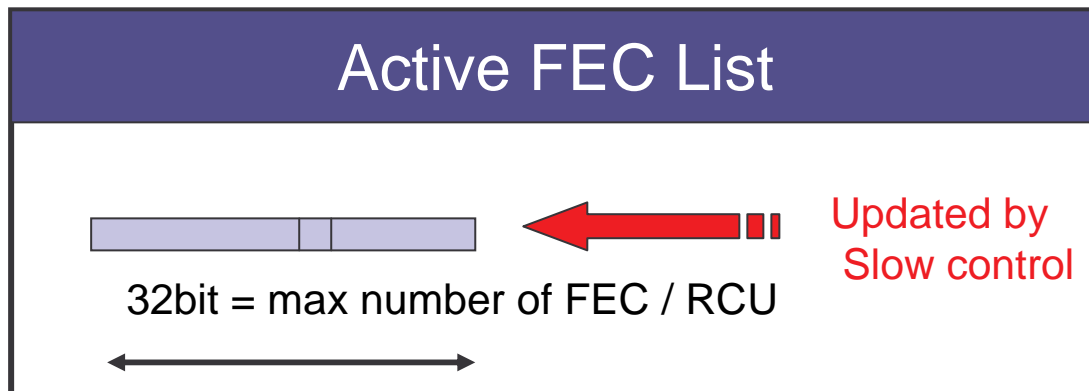 Active FEC List
Updated by
Slow control
32bit = max number of FEC / RCU